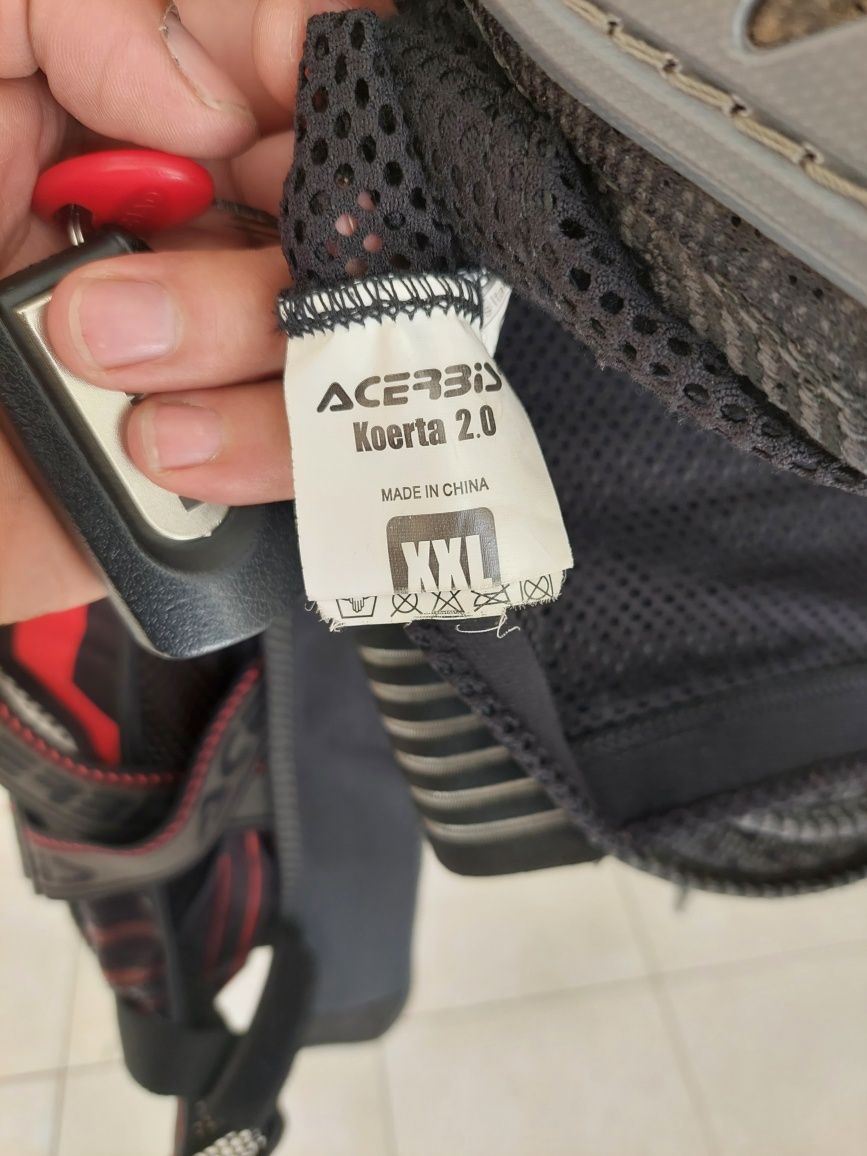 ACERBIS
Koerta 2.0
MADE IN CHINA
XXL